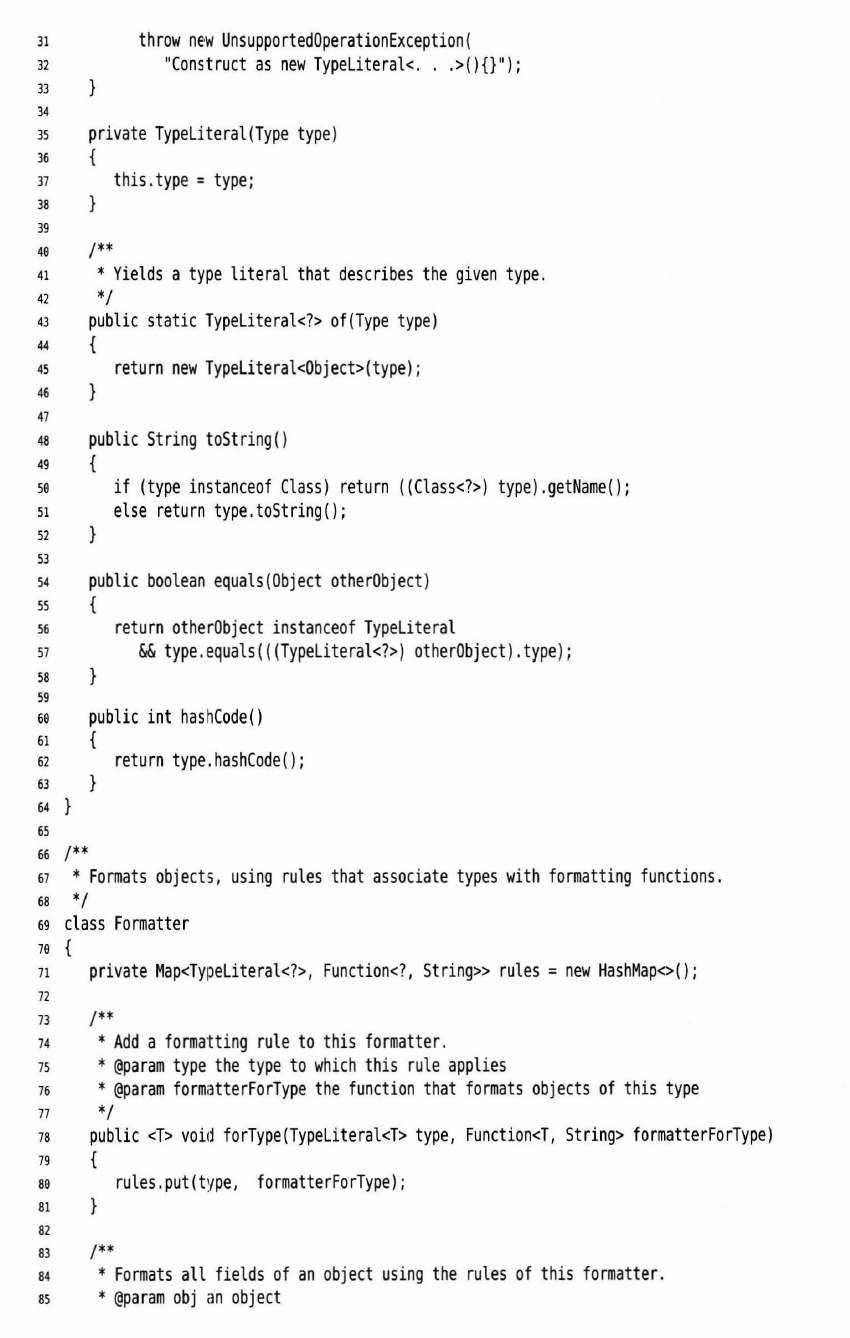 31            throw new UnsupportedOperationException(
32               "Construct as new TypeLiteral<. . .>(){}");
33      }
34
35      private TypeLiteral(Type type)
36      {
37         this.type = type;
38      }
39
40      /**
41       * Yields a type literal that describes the given type.
42       */
43      public static TypeLiteral<?> of(Type type)
44      {
45         return new TypeLiteral<Object>(type);
46      }
47
48      public String toString()
49      {
50         if (type instanceof Class) return ((Class<?>) type).getName();
51         else return type.toString();
52      }
53
54      public boolean equals(Object otherObject)
55      {
56         return otherObject instanceof TypeLiteral
57            && type.equals(((TypeLiteral<?>) otherObject).type);
58      }
59
60      public int hashCode()
61      {
62         return type.hashCode();
63      }
64   }
65
66   /**
67    * Formats objects, using rules that associate types with formatting functions.
68    */
69   class Formatter
70   {
71      private Map<TypeLiteral<?>, Function<?, String>> rules = new HashMap<>();
72
73      /**
74       * Add a formatting rule to this formatter.
75       * @param type the type to which this rule applies
76       * @param formatterForType the function that formats objects of this type
77       */
78      public <T> void forType(TypeLiteral<T> type, Function<T, String> formatterForType)
79      {
80         rules.put(type,  formatterForType);
81      }
82
83      /**
84       * Formats all fields of an object using the rules of this formatter.
85       * @param obj an object